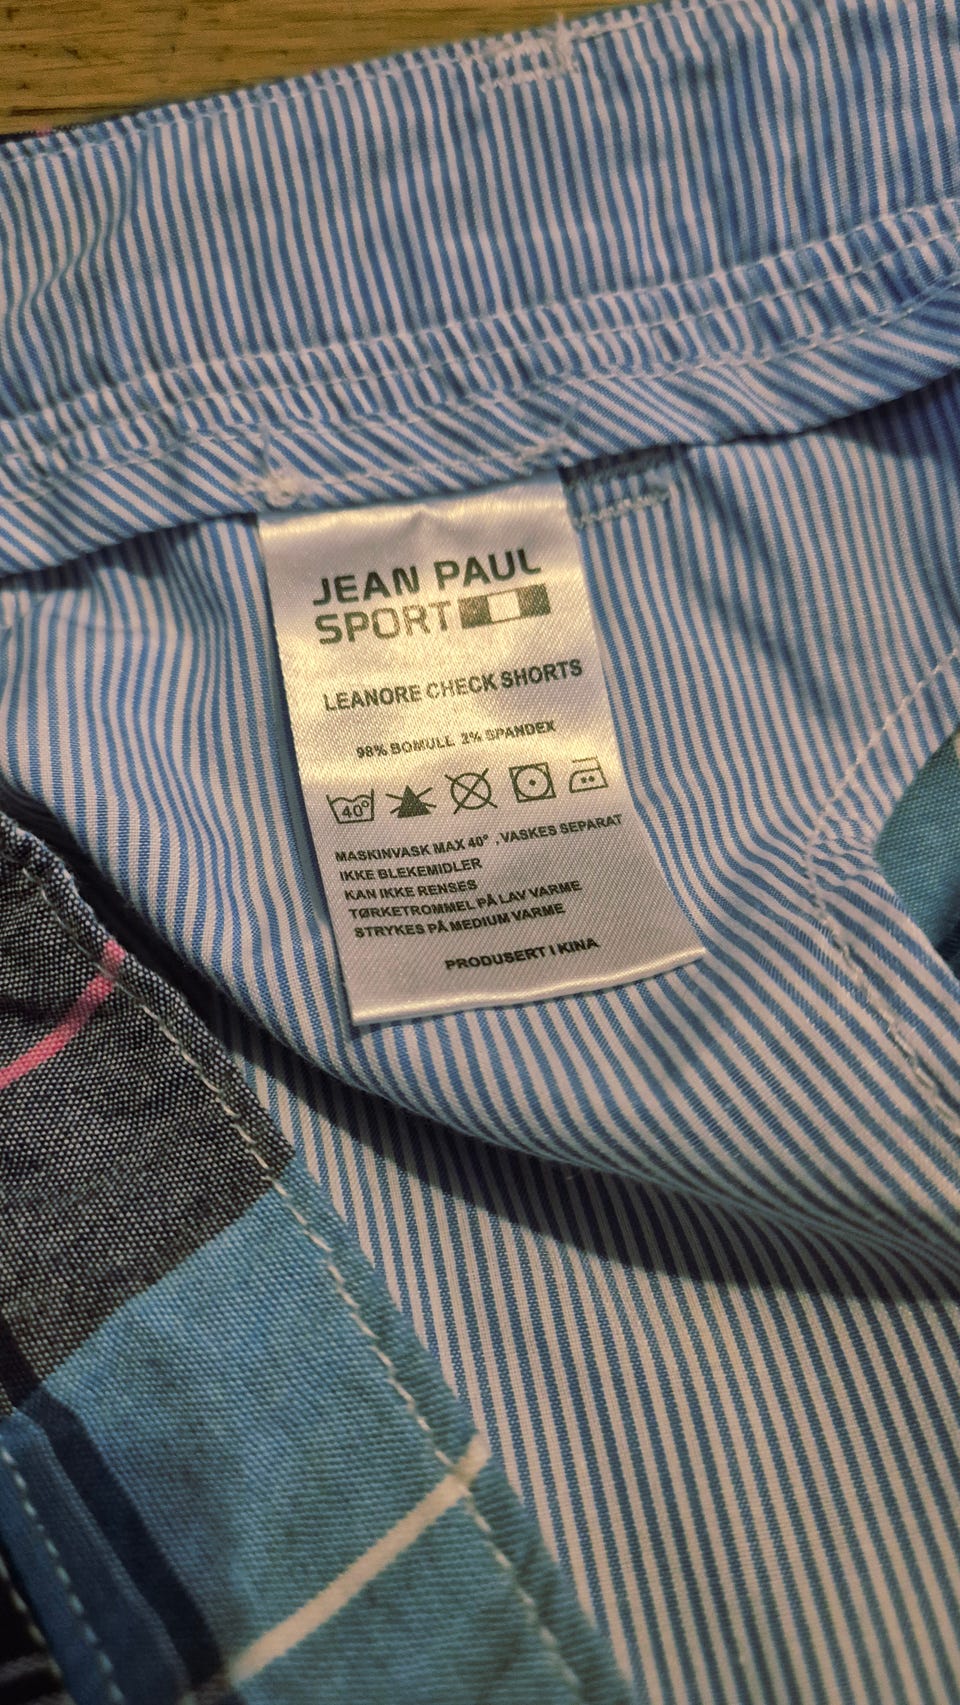 JEAN PAUL
SPORT
LEANORE CHECK SHORTS
98% BOMULL 2% SPANDEX
40°
MASKINVASK MAX 40° , VASKES SEPARAT
IKKE BLEKEMIDLER
KAN IKKE RENSES
TØRKETROMMEL PÅ LAV VARME
STRYKES PÅ MEDIUM VARME
PRODUSERT I KINA